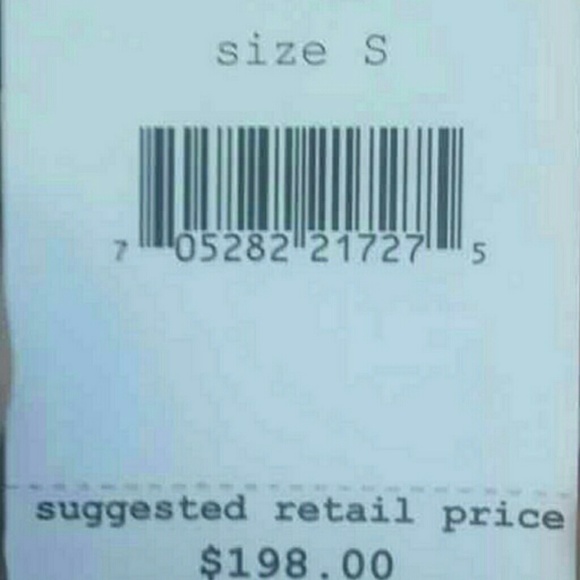 size S
7 05282 21727 5
suggested retail price
$198.00